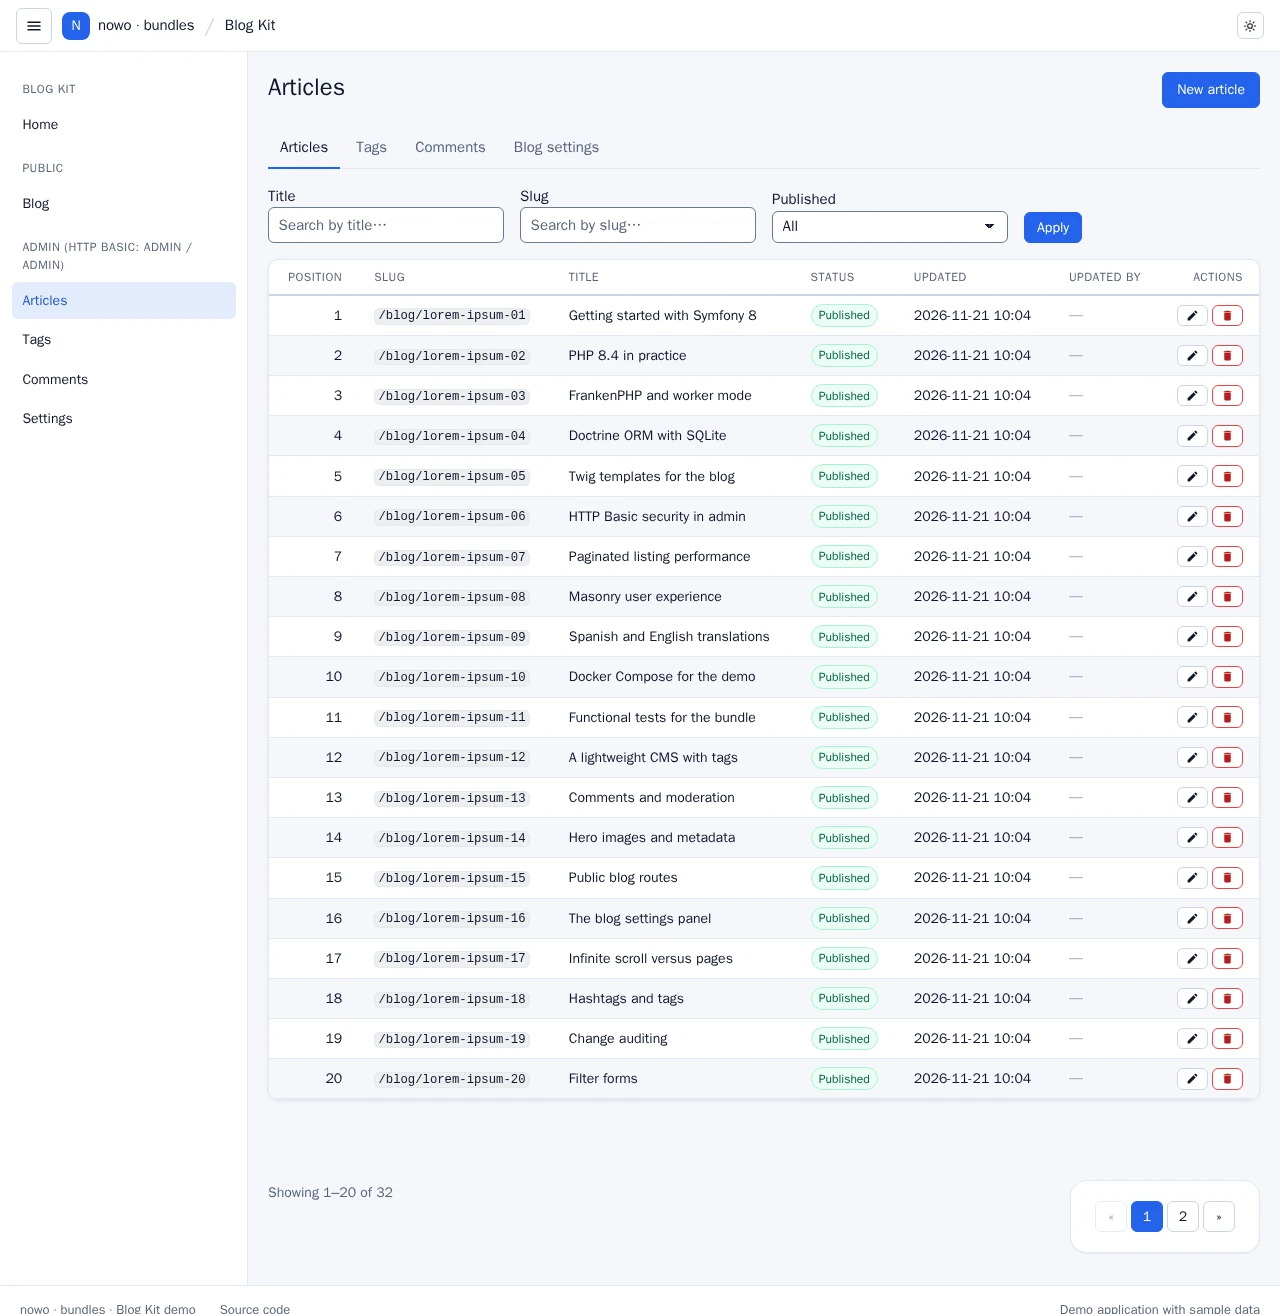 N nowo · bundles / Blog Kit
BLOG KIT
Home
PUBLIC
Blog
ADMIN (HTTP BASIC: ADMIN /
ADMIN)
Articles
Tags
Comments
Settings
Articles
New article
Articles Tags Comments Blog settings
Title Slug Published
Search by title··· Search by slug··· All Apply
POSITION SLUG TITLE STATUS UPDATED UPDATED BY ACTIONS
1 /blog/lorem-ipsum-01 Getting started with Symfony 8 Published 2026-11-21 10:04 —
2 /blog/lorem-ipsum-02 PHP 8.4 in practice Published 2026-11-21 10:04 —
3 /blog/lorem-ipsum-03 FrankenPHP and worker mode Published 2026-11-21 10:04 —
4 /blog/lorem-ipsum-04 Doctrine ORM with SQLite Published 2026-11-21 10:04 —
5 /blog/lorem-ipsum-05 Twig templates for the blog Published 2026-11-21 10:04 —
6 /blog/lorem-ipsum-06 HTTP Basic security in admin Published 2026-11-21 10:04 —
7 /blog/lorem-ipsum-07 Paginated listing performance Published 2026-11-21 10:04 —
8 /blog/lorem-ipsum-08 Masonry user experience Published 2026-11-21 10:04 —
9 /blog/lorem-ipsum-09 Spanish and English translations Published 2026-11-21 10:04 —
10 /blog/lorem-ipsum-10 Docker Compose for the demo Published 2026-11-21 10:04 —
11 /blog/lorem-ipsum-11 Functional tests for the bundle Published 2026-11-21 10:04 —
12 /blog/lorem-ipsum-12 A lightweight CMS with tags Published 2026-11-21 10:04 —
13 /blog/lorem-ipsum-13 Comments and moderation Published 2026-11-21 10:04 —
14 /blog/lorem-ipsum-14 Hero images and metadata Published 2026-11-21 10:04 —
15 /blog/lorem-ipsum-15 Public blog routes Published 2026-11-21 10:04 —
16 /blog/lorem-ipsum-16 The blog settings panel Published 2026-11-21 10:04 —
17 /blog/lorem-ipsum-17 Infinite scroll versus pages Published 2026-11-21 10:04 —
18 /blog/lorem-ipsum-18 Hashtags and tags Published 2026-11-21 10:04 —
19 /blog/lorem-ipsum-19 Change auditing Published 2026-11-21 10:04 —
20 /blog/lorem-ipsum-20 Filter forms Published 2026-11-21 10:04 —
Showing 1–20 of 32
« 1 2 »
nowo · bundles · Blog Kit demo Source code Demo application with sample data